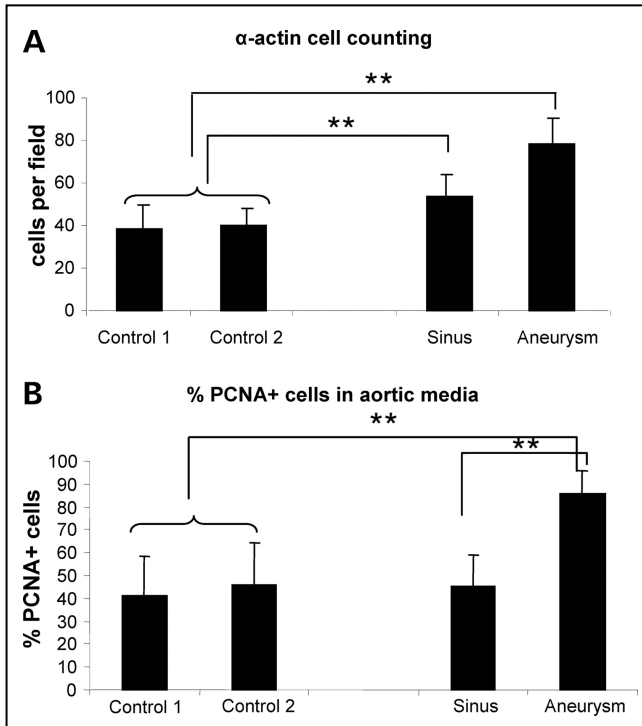 A
α-actin cell counting
**
**
100
80
60
40
20
0
cells per field
Control 1 Control 2 Sinus Aneurysm
B
% PCNA+ cells in aortic media
**
**
100
90
80
70
60
50
40
30
20
10
0
% PCNA+ cells
Control 1 Control 2 Sinus Aneurysm